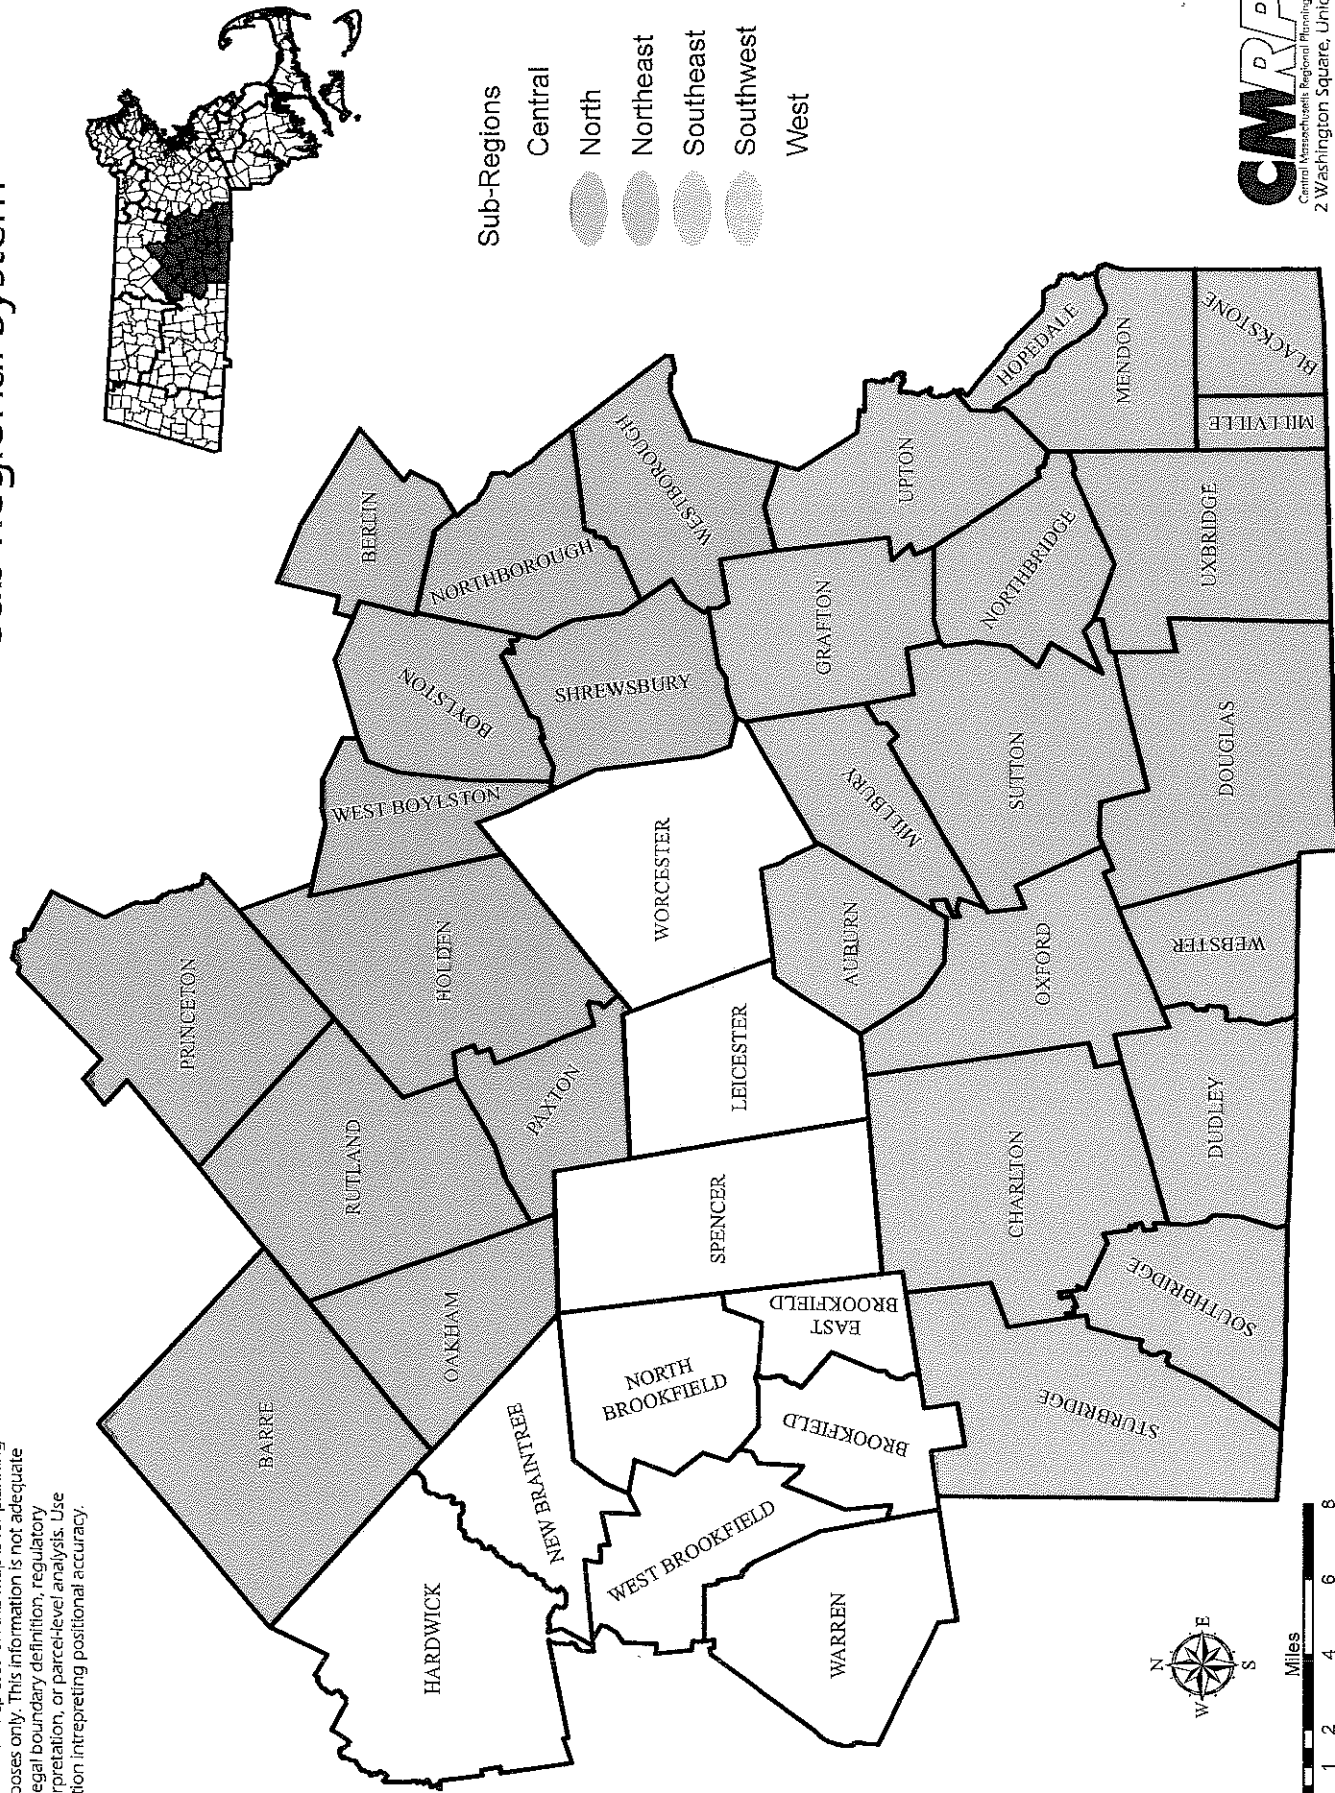 Sub-Regional System
oses only. This information is not adequate
egal boundary definition, regulatory
rpretation, or parcel-level analysis. Use
tion intrepreting positional accuracy.
Sub-Regions
Central
North
Northeast
Southeast
Southwest
West
PRINCETON
BARRE
RUTLAND
HOLDEN
WEST BOYLSTON
BOYLSTON
BERLIN
NORTHBOROUGH
OAKHAM
PAXTON
HARDWICK
NEW BRAINTREE
NORTH
BROOKFIELD
SPENCER
LEICESTER
WORCESTER
SHREWSBURY
WESTBOROUGH
WEST BROOKFIELD
WARREN
BROOKFIELD
EAST
BROOKFIELD
AUBURN
MILLBURY
GRAFTON
UPTON
HOPEDALE
STURBRIDGE
CHARLTON
OXFORD
SUTTON
NORTHBRIDGE
MENDON
SOUTHBRIDGE
DUDLEY
WEBSTER
DOUGLAS
UXBRIDGE
MILLVILLE
BLACKSTONE
N
W E
S
Miles
1 2 4 6 8
CMRP
Central Massachusetts Regional Planning
2 Washington Square, Unio